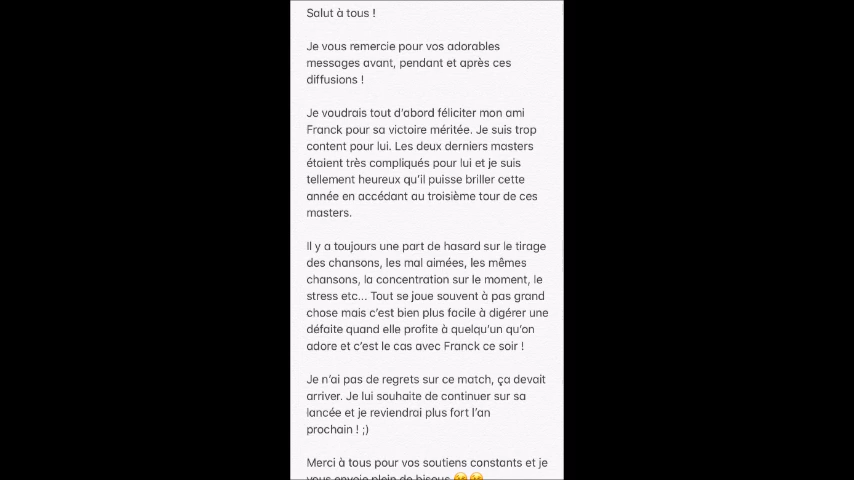 Salut à tous !
Je vous remercie pour vos adorables
messages avant, pendant et après ces
diffusions !
Je voudrais tout d'abord féliciter mon ami
Franck pour sa victoire méritée. Je suis trop
content pour lui. Les deux derniers masters
étaient très compliqués pour lui et je suis
tellement heureux qu'il puisse briller cette
année en accédant au troisième tour de ces
masters.
Il y a toujours une part de hasard sur le tirage
des chansons, les mal aimées, les mêmes
chansons, la concentration sur le moment, le
stress etc... Tout se joue souvent à pas grand
chose mais c'est bien plus facile à digérer une
défaite quand elle profite à quelqu'un qu'on
adore et c'est le cas avec Franck ce soir !
Je n'ai pas de regrets sur ce match, ça devait
arriver. Je lui souhaite de continuer sur sa
lancée et je reviendrai plus fort l'an
prochain ! ;)
Merci à tous pour vos soutiens constants et je
vous envoie plein de bisous 😘😘